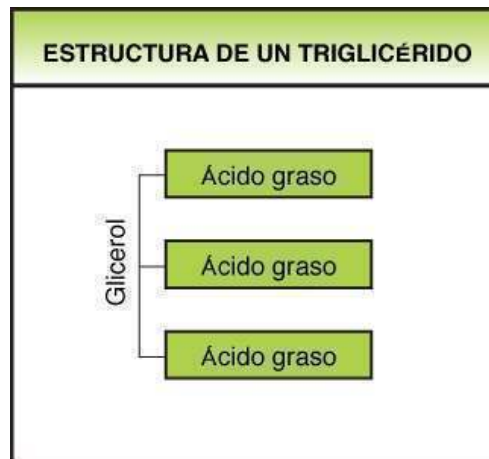 ESTRUCTURA DE UN TRIGLICÉRIDO
Ácido graso
Glicerol
Ácido graso
Ácido graso